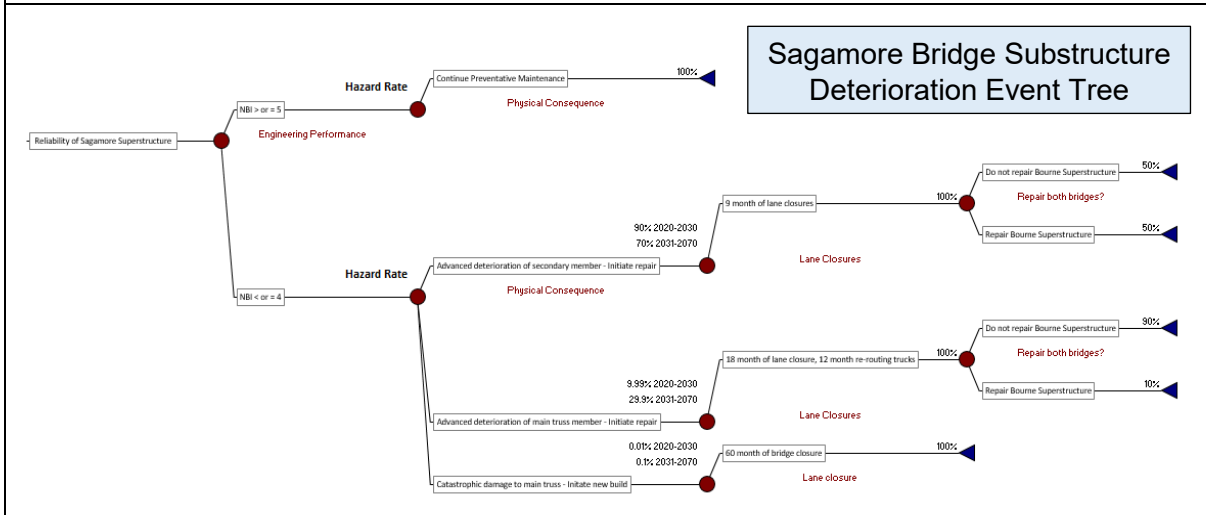 Sagamore Bridge Substructure
Deterioration Event Tree
Hazard Rate
Continue Preventative Maintenance
100%
Physical Consequence
NBI > or = 5
Engineering Performance
Reliability of Sagamore Superstructure
Do not repair Bourne Superstructure
50%
Repair both bridges?
100%
9 month of lane closures
Repair Bourne Superstructure
50%
90% 2020-2030
70% 2031-2070
Lane Closures
Hazard Rate
Advanced deterioration of secondary member - Initiate repair
Physical Consequence
NBI < or = 4
Do not repair Bourne Superstructure
90%
Repair both bridges?
100%
18 month of lane closure, 12 month re-routing trucks
Repair Bourne Superstructure
10%
9.99% 2020-2030
29.9% 2031-2070
Lane Closures
Advanced deterioration of main truss member - Initiate repair
0.01% 2020-2030
0.1% 2031-2070
60 month of bridge closure
100%
Lane closure
Catastrophic damage to main truss - Initate new build